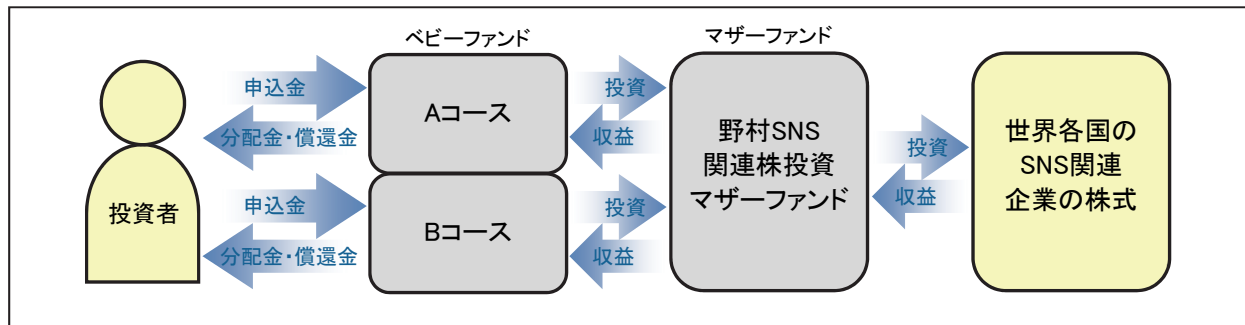 ベビーファンド
マザーファンド
申込金
分配金・償還金
Aコース
投資
収益
投資者
申込金
分配金・償還金
Bコース
投資
収益
野村SNS
関連株投資
マザーファンド
投資
収益
世界各国の
SNS関連
企業の株式